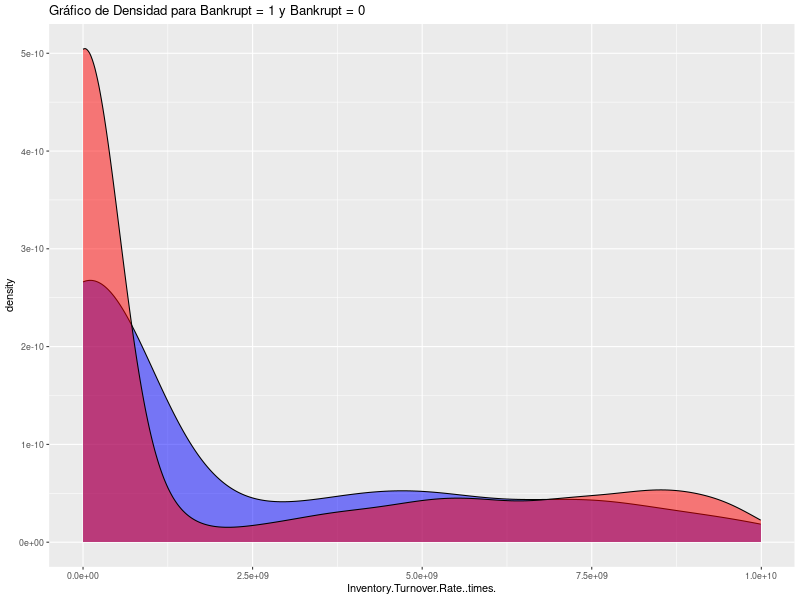 Gráfico de Densidad para Bankrupt = 1 y Bankrupt = 0
5e-10
4e-10
3e-10
2e-10
1e-10
0e+00
density
0.0e+00 2.5e+09 5.0e+09 7.5e+09 1.0e+10
Inventory.Turnover.Rate..times.